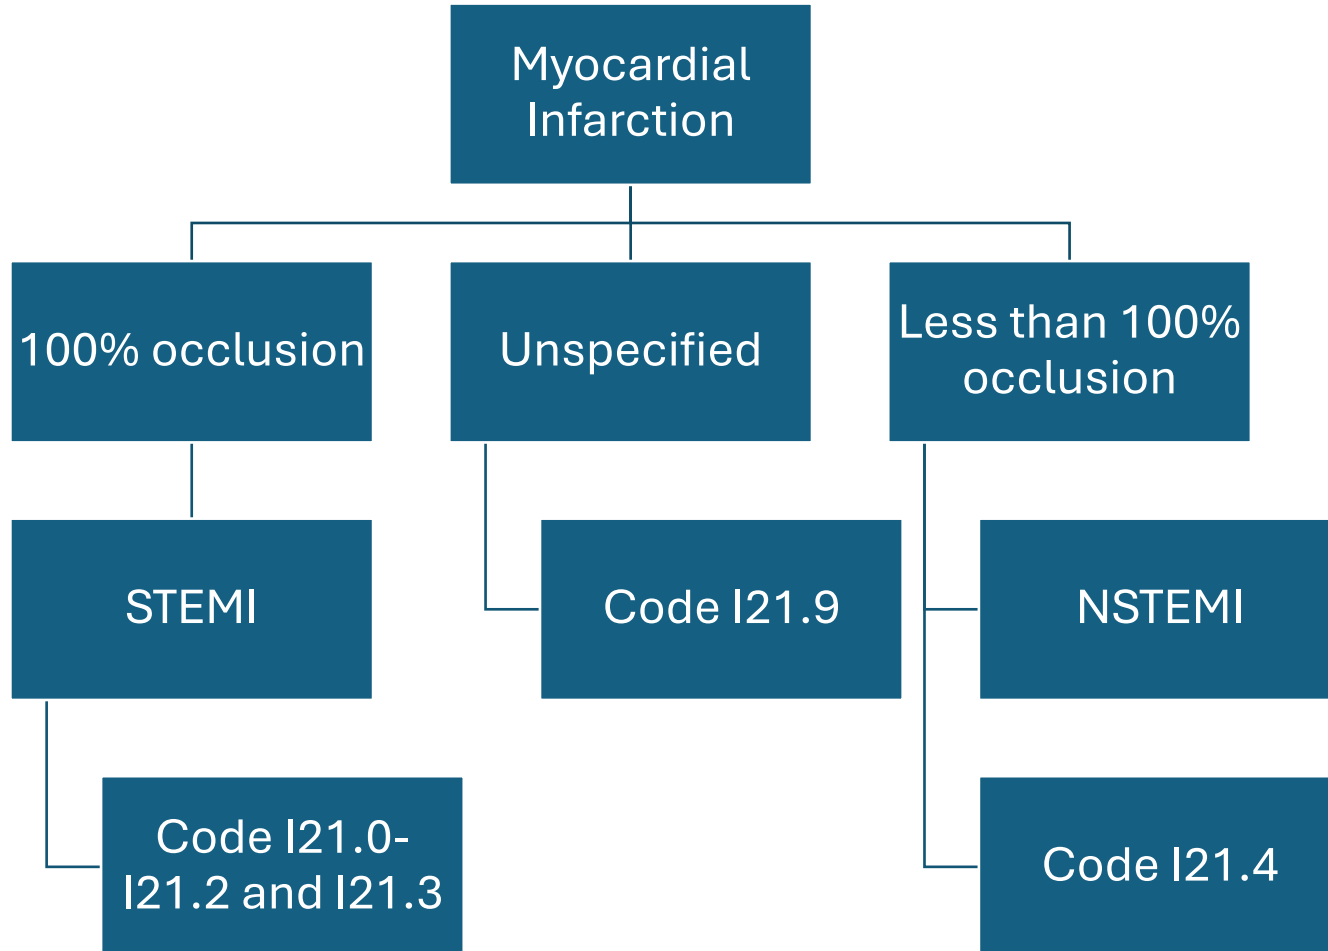 Myocardial
Infarction
100% occlusion
Unspecified
Less than 100%
occlusion
STEMI
Code I21.9
NSTEMI
Code I21.0-
I21.2 and I21.3
Code I21.4